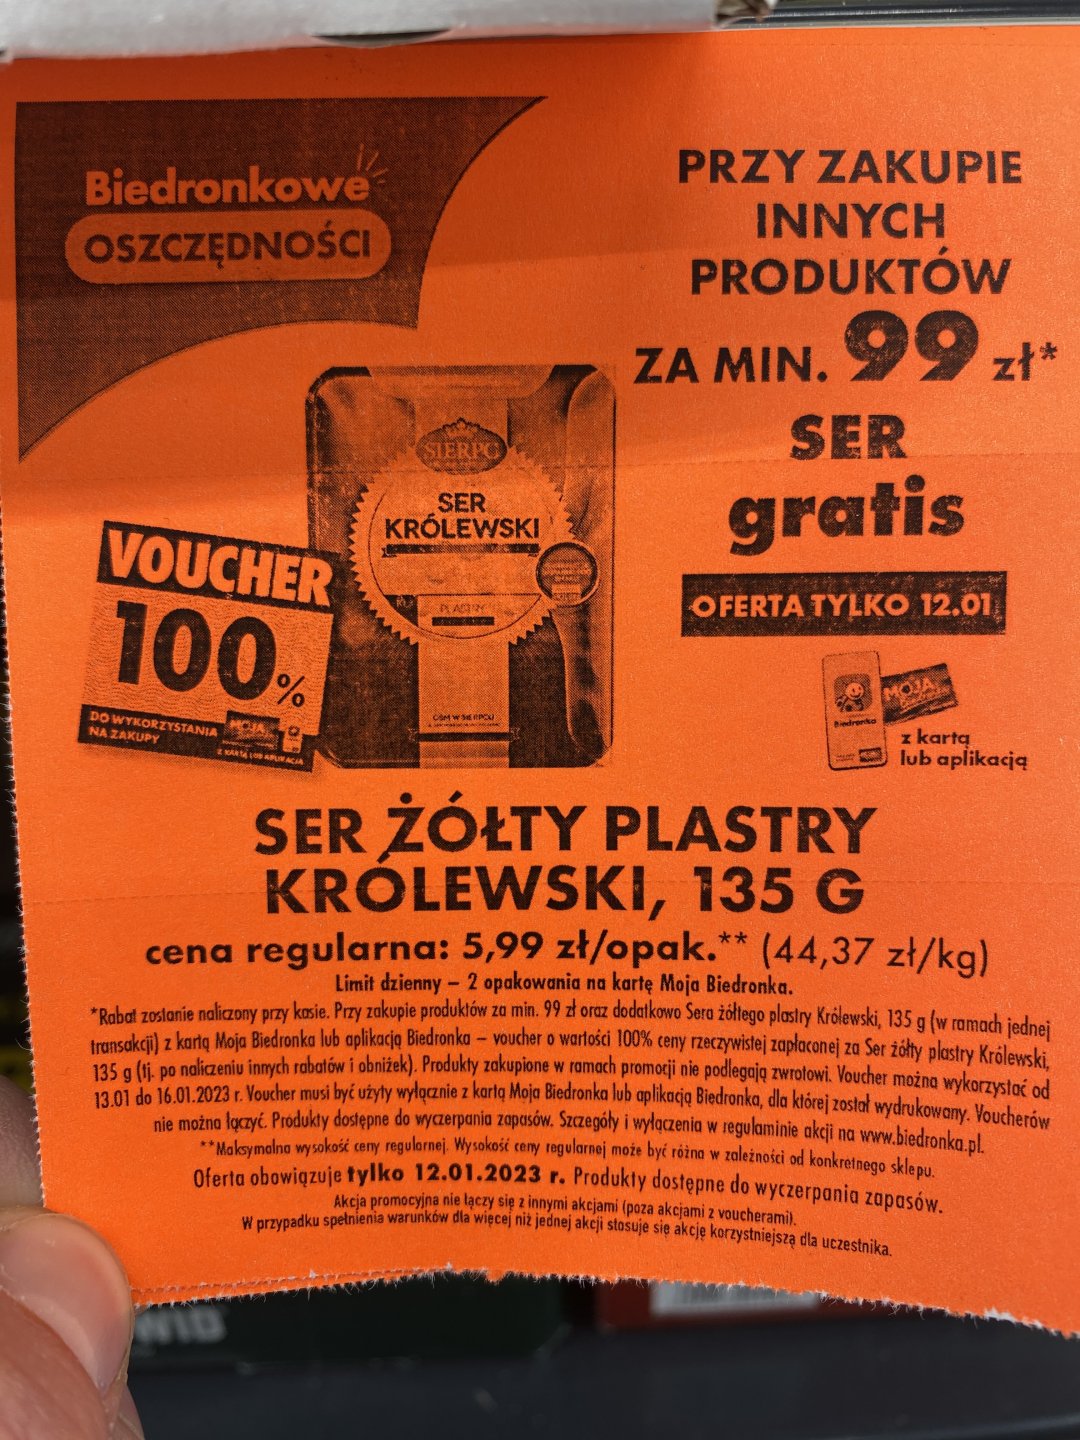 Biedronkowe
OSZCZĘDNOŚCI
PRZY ZAKUPIE
INNYCH
PRODUKTÓW
ZA MIN. 99 zł*
SER
gratis
OFERTA TYLKO 12.01
z kartą
lub aplikacją
MOJA
Biedronka
SIERPC
SER
KRÓLEWSKI
PLASTRY
OSM W SIERPCU
VOUCHER
100%
DO WYKORZYSTANIA
NA ZAKUPY
MOJA
Z KARTĄ LUB APLIKACJĄ
SER ŻÓŁTY PLASTRY
KRÓLEWSKI, 135 G
cena regularna: 5,99 zł/opak.** (44,37 zł/kg)
Limit dzienny – 2 opakowania na kartę Moja Biedronka.
*Rabat zostanie naliczony przy kasie. Przy zakupie produktów za min. 99 zł oraz dodatkowo Sera żółtego plastry Królewski, 135 g (w ramach jednej
transakcji) z kartą Moja Biedronka lub aplikacją Biedronka – voucher o wartości 100% ceny rzeczywistej zapłaconej za Ser żółty plastry Królewski,
135 g (tj. po naliczeniu innych rabatów i obniżek). Produkty zakupione w ramach promocji nie podlegają zwrotowi. Voucher można wykorzystać od
13.01 do 16.01.2023 r. Voucher musi być użyty wyłącznie z kartą Moja Biedronka lub aplikacją Biedronka, dla której został wydrukowany. Voucherów
nie można łączyć. Produkty dostępne do wyczerpania zapasów. Szczegóły i wyłączenia w regulaminie akcji na www.biedronka.pl.
**Maksymalna wysokość ceny regularnej. Wysokość ceny regularnej może być różna w zależności od konkretnego sklepu.
Oferta obowiązuje tylko 12.01.2023 r. Produkty dostępne do wyczerpania zapasów.
Akcja promocyjna nie łączy się z innymi akcjami (poza akcjami z voucherami).
W przypadku spełnienia warunków dla więcej niż jednej akcji stosuje się akcję korzystniejszą dla uczestnika.